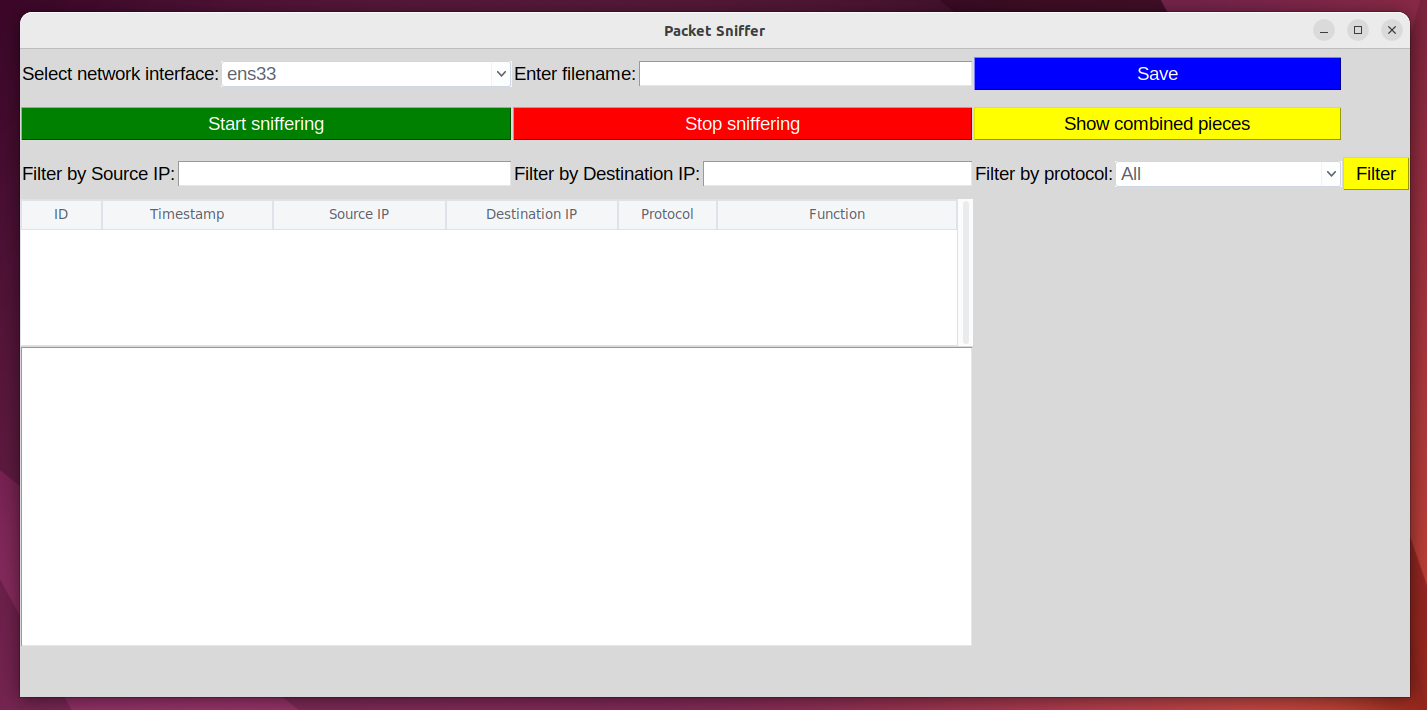 Packet Sniffer
Select network interface: ens33 Enter filename: Save
Start sniffering Stop sniffering Show combined pieces
Filter by Source IP: Filter by Destination IP: Filter by protocol: All Filter
ID Timestamp Source IP Destination IP Protocol Function